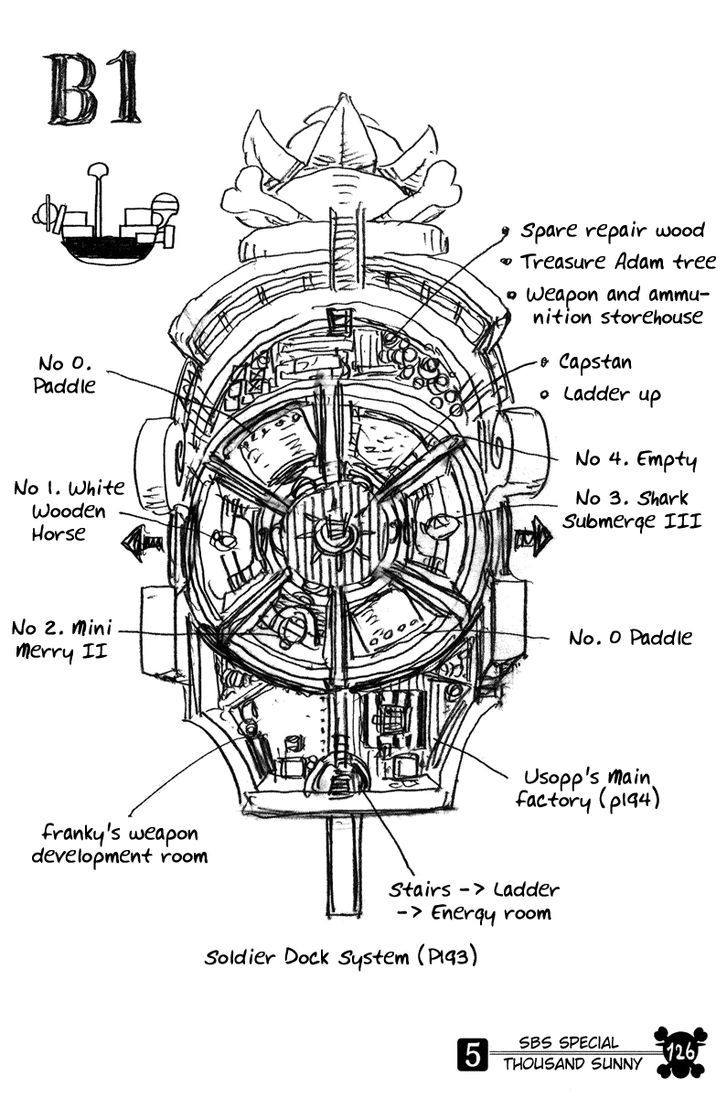 B1
Spare repair wood
Treasure Adam tree
Weapon and ammu-
nition storehouse
No 0.
Paddle
Capstan
Ladder up
No 4. Empty
No 1. White
Wooden
Horse
No 3. Shark
Submerge III
No 2. Mini
Merry II
No. 0 Paddle
Usopp's Main
factory (p194)
Franky's weapon
development room
Stairs -> Ladder
-> Energy room
Soldier Dock System (P193)
5
SBS SPECIAL
THOUSAND SUNNY
126